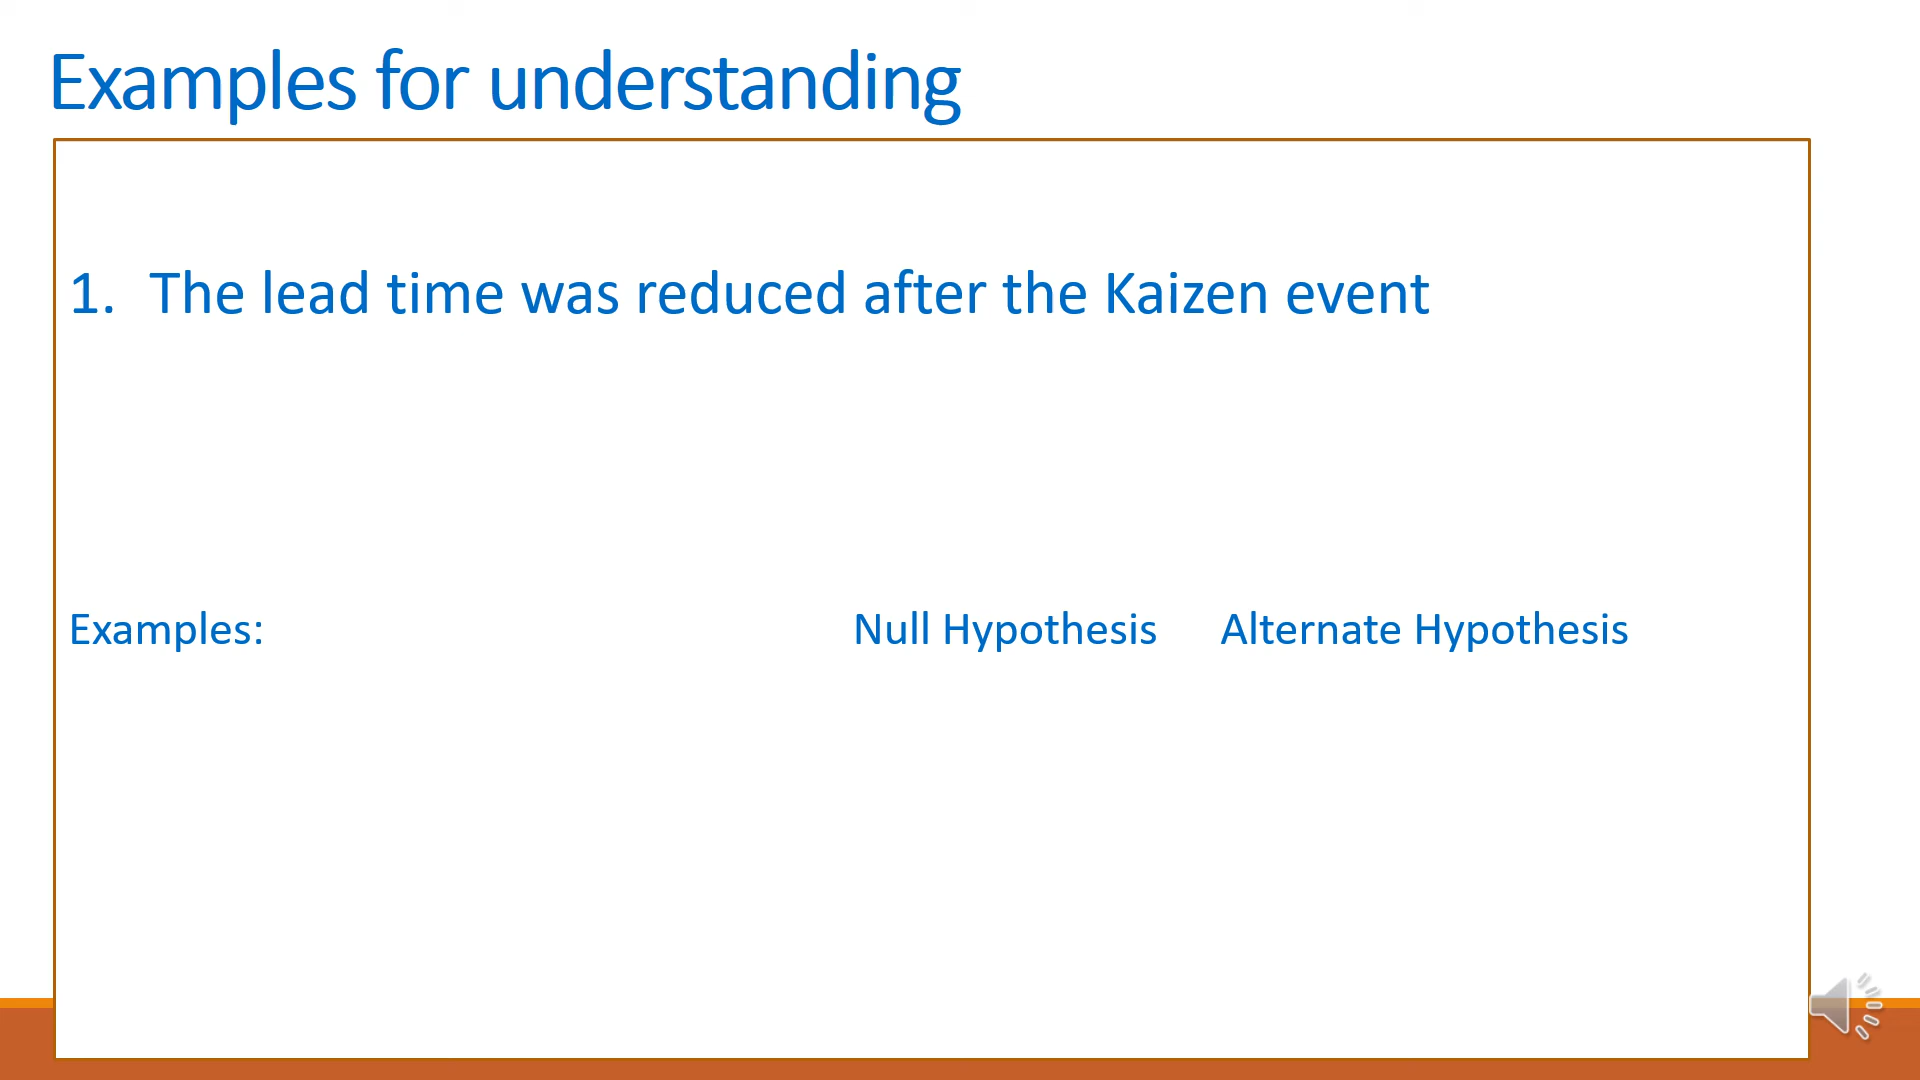 Examples for understanding
1. The lead time was reduced after the Kaizen event
Examples: Null Hypothesis Alternate Hypothesis